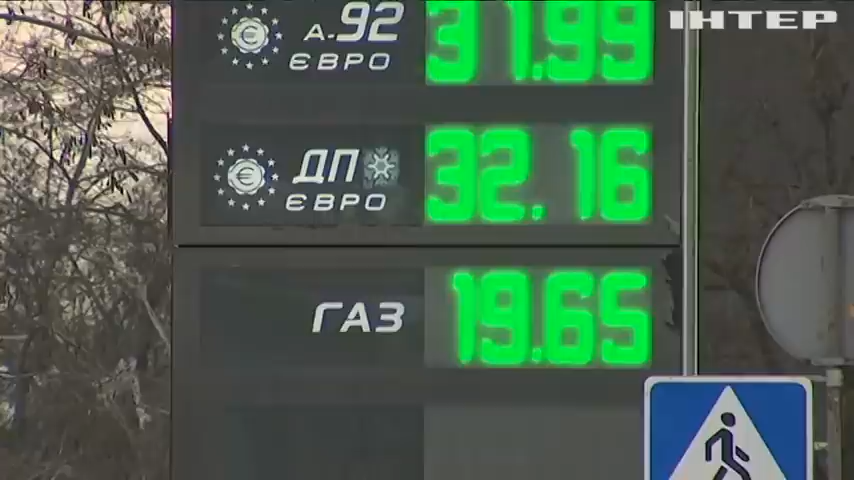 ІНТЕР
А-92 31.99
ЄВРО
ДП 32.16
ЄВРО
ГАЗ 19.65